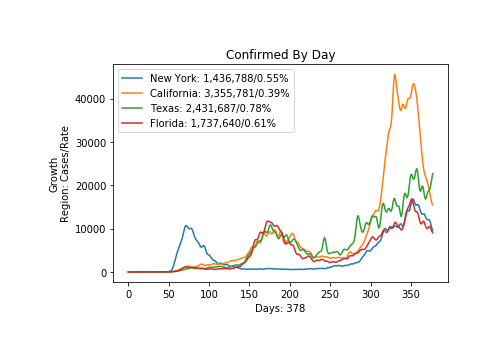 Confirmed By Day
New York: 1,436,788/0.55%
California: 3,355,781/0.39%
Texas: 2,431,687/0.78%
Florida: 1,737,640/0.61%
Growth
Region: Cases/Rate
40000
30000
20000
10000
0
0 50 100 150 200 250 300 350
Days: 378